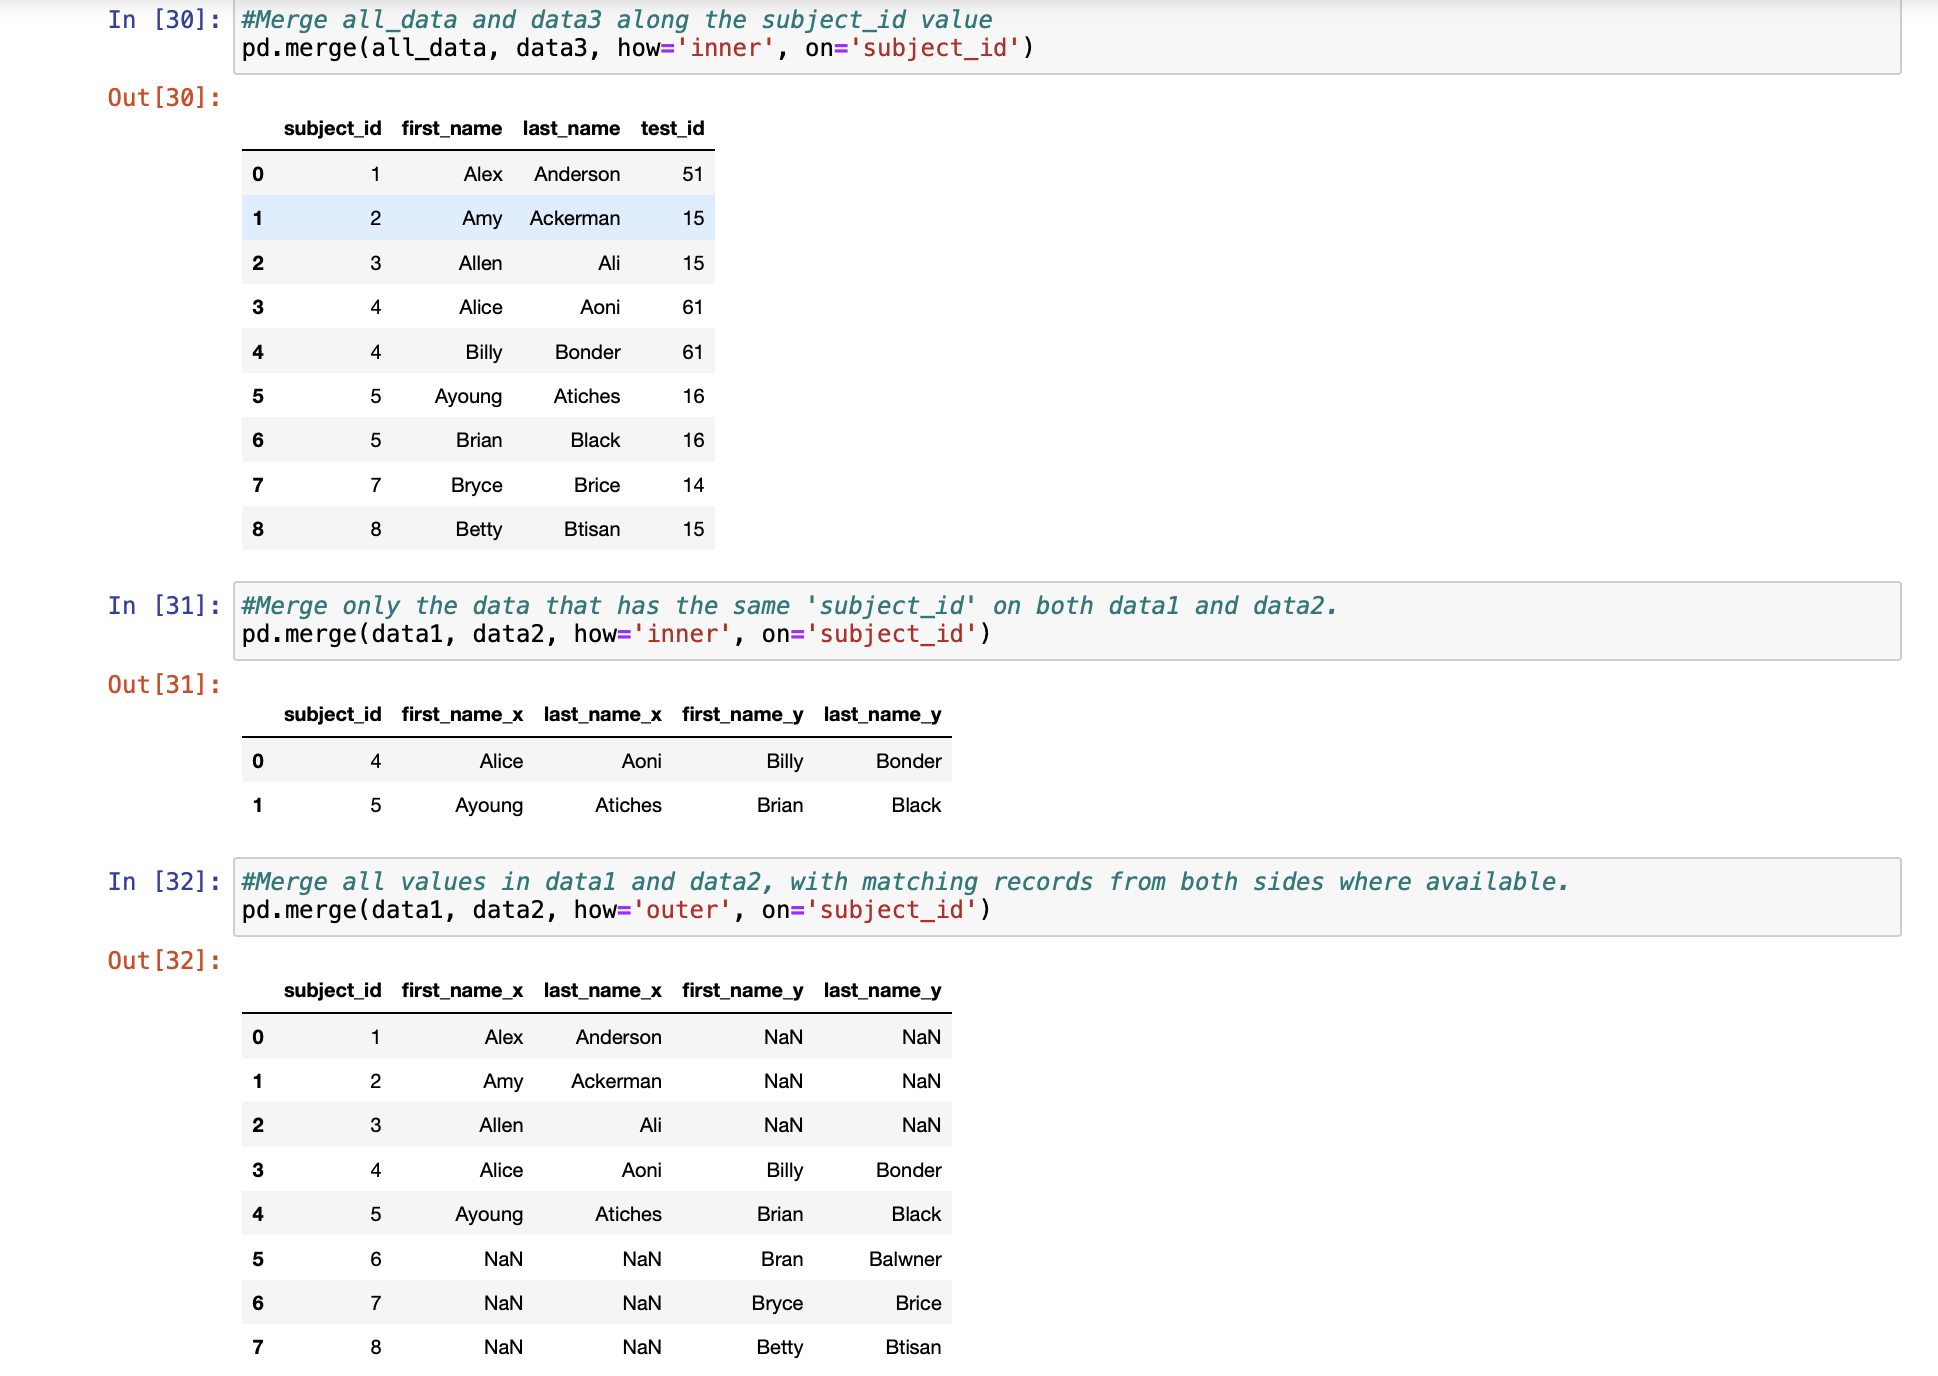 In [30]: #Merge all_data and data3 along the subject_id value
pd.merge(all_data, data3, how='inner', on='subject_id')
Out[30]:
subject_id first_name last_name test_id
0 1 Alex Anderson 51
1 2 Amy Ackerman 15
2 3 Allen Ali 15
3 4 Alice Aoni 61
4 4 Billy Bonder 61
5 5 Ayoung Atiches 16
6 5 Brian Black 16
7 7 Bryce Brice 14
8 8 Betty Btisan 15
In [31]: #Merge only the data that has the same 'subject_id' on both data1 and data2.
pd.merge(data1, data2, how='inner', on='subject_id')
Out[31]:
subject_id first_name_x last_name_x first_name_y last_name_y
0 4 Alice Aoni Billy Bonder
1 5 Ayoung Atiches Brian Black
In [32]: #Merge all values in data1 and data2, with matching records from both sides where available.
pd.merge(data1, data2, how='outer', on='subject_id')
Out[32]:
subject_id first_name_x last_name_x first_name_y last_name_y
0 1 Alex Anderson NaN NaN
1 2 Amy Ackerman NaN NaN
2 3 Allen Ali NaN NaN
3 4 Alice Aoni Billy Bonder
4 5 Ayoung Atiches Brian Black
5 6 NaN NaN Bran Balwner
6 7 NaN NaN Bryce Brice
7 8 NaN NaN Betty Btisan